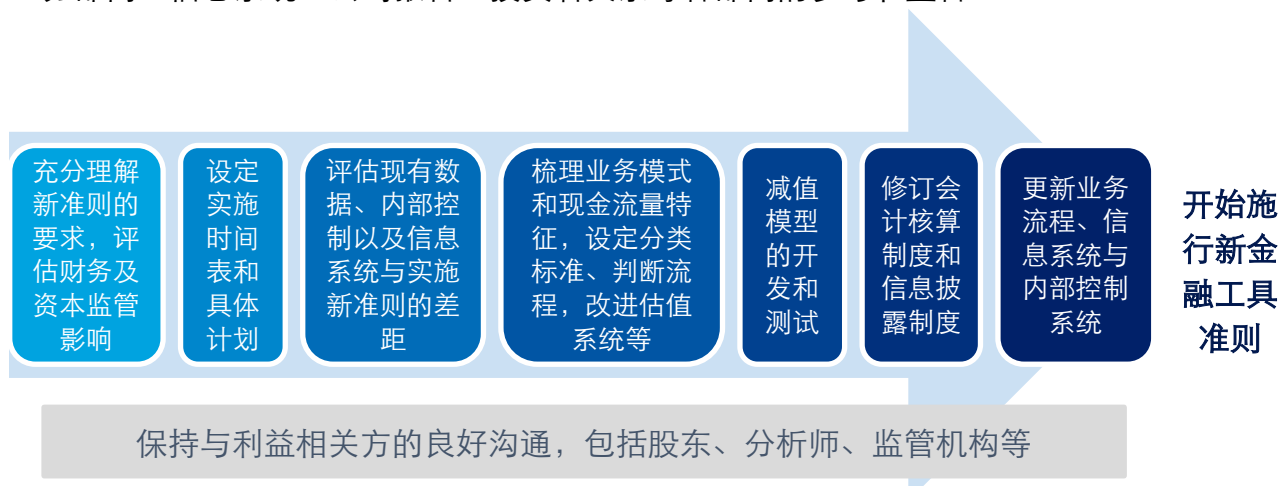 充分理解
新准则的
要求，评
估财务及
资本监管
影响
设定
实施
时间
表和
具体
计划
评估现有数
据、内部控
制以及信息
系统与实施
新准则的差
距
梳理业务模式
和现金流量特
征，设定分类
标准、判断流
程，改进估值
系统等
减值
模型
的开
发和
测试
修订会
计核算
制度和
信息披
露制度
更新业务
流程、信
息系统与
内部控制
系统
开始施
行新金
融工具
准则
保持与利益相关方的良好沟通，包括股东、分析师、监管机构等